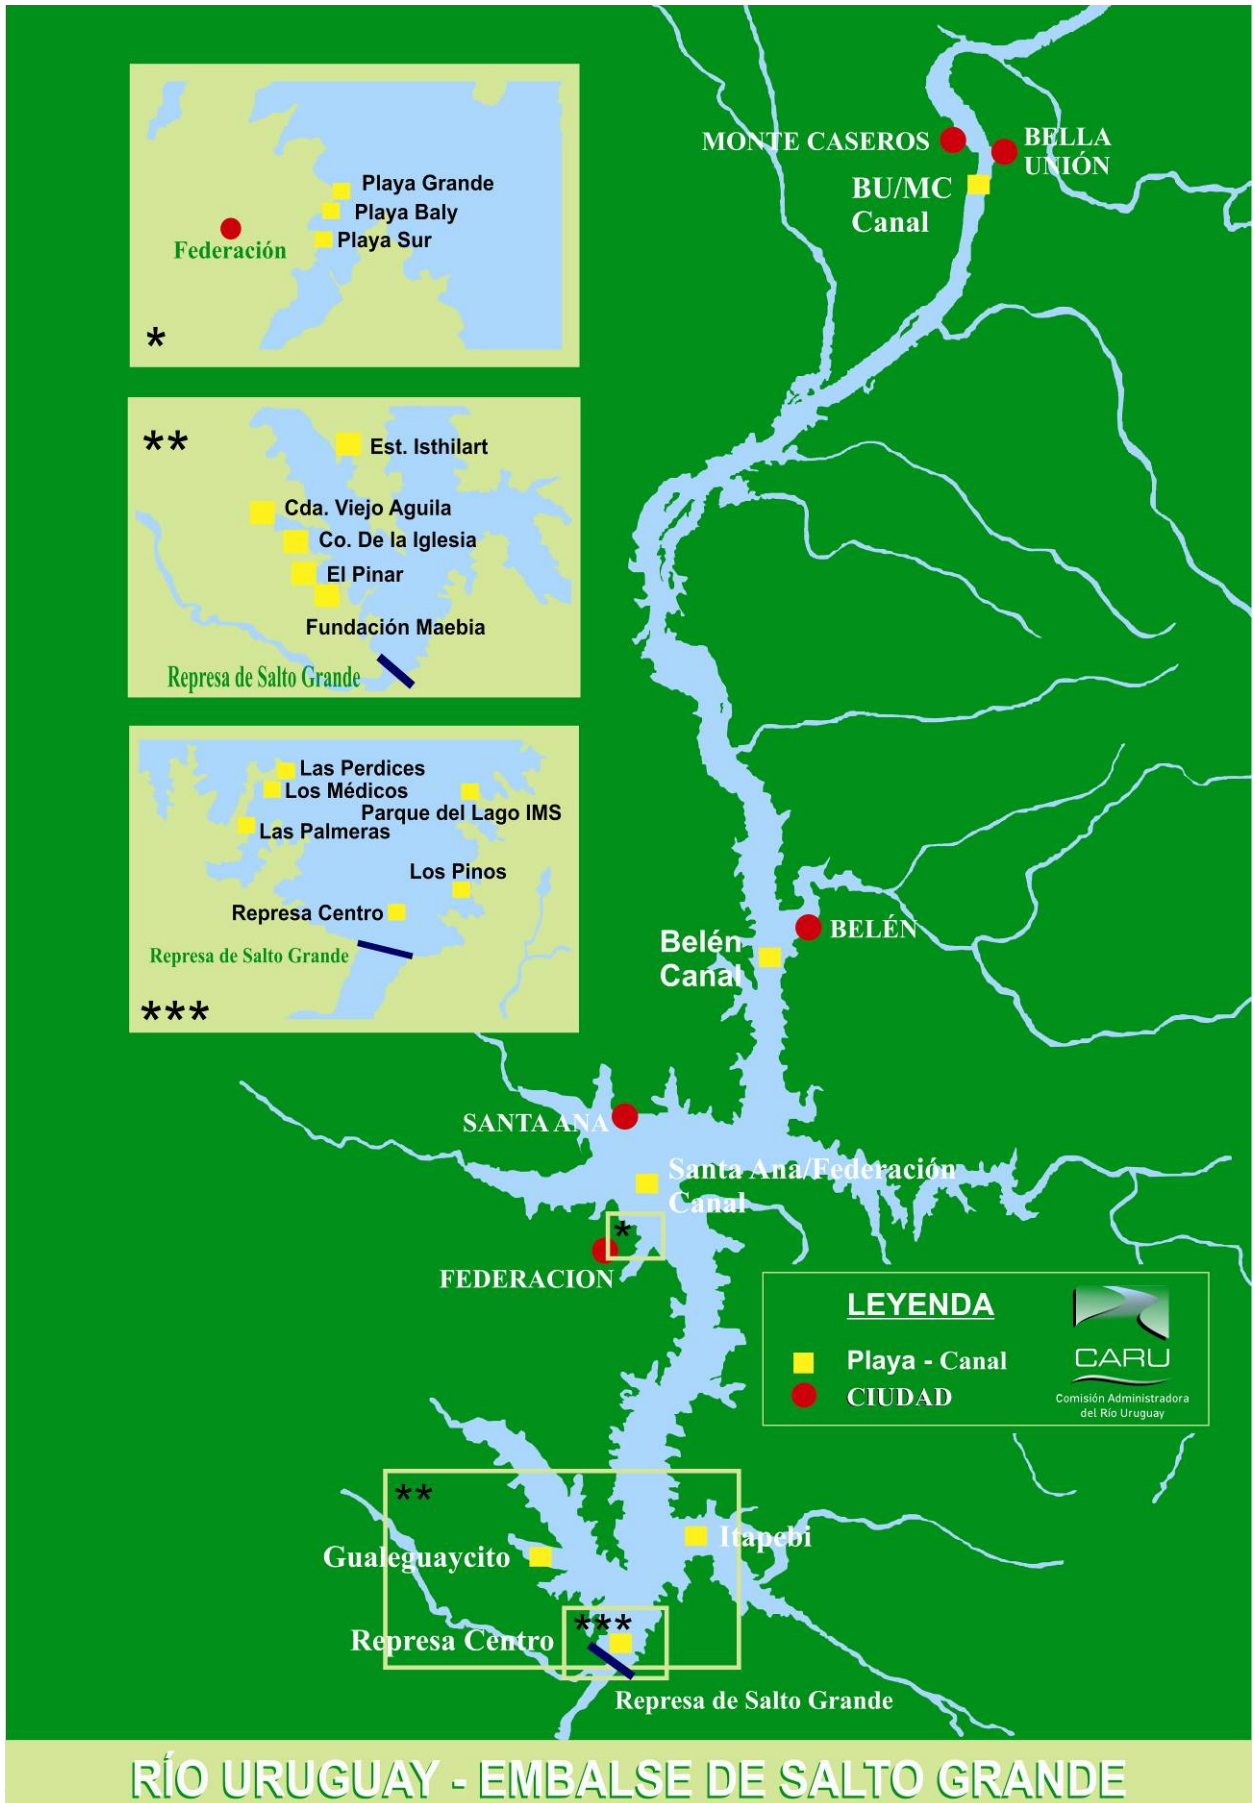 MONTE CASEROS
BELLA
UNIÓN
BU/MC
Canal
Playa Grande
Playa Baly
Playa Sur
Federación
*
**
Est. Isthilart
Cda. Viejo Aguila
Co. De la Iglesia
El Pinar
Fundación Maebia
Represa de Salto Grande
Las Perdices
Los Médicos
Parque del Lago IMS
Las Palmeras
Los Pinos
Represa Centro
Represa de Salto Grande
***
BELÉN
Belén
Canal
SANTA ANA
Santa Ana/Federación
Canal
*
FEDERACION
LEYENDA
Playa - Canal
CIUDAD
CARU
Comisión Administradora
del Río Uruguay
**
Itapebi
Gualeguaycito
***
Represa Centro
Represa de Salto Grande
RÍO URUGUAY - EMBALSE DE SALTO GRANDE